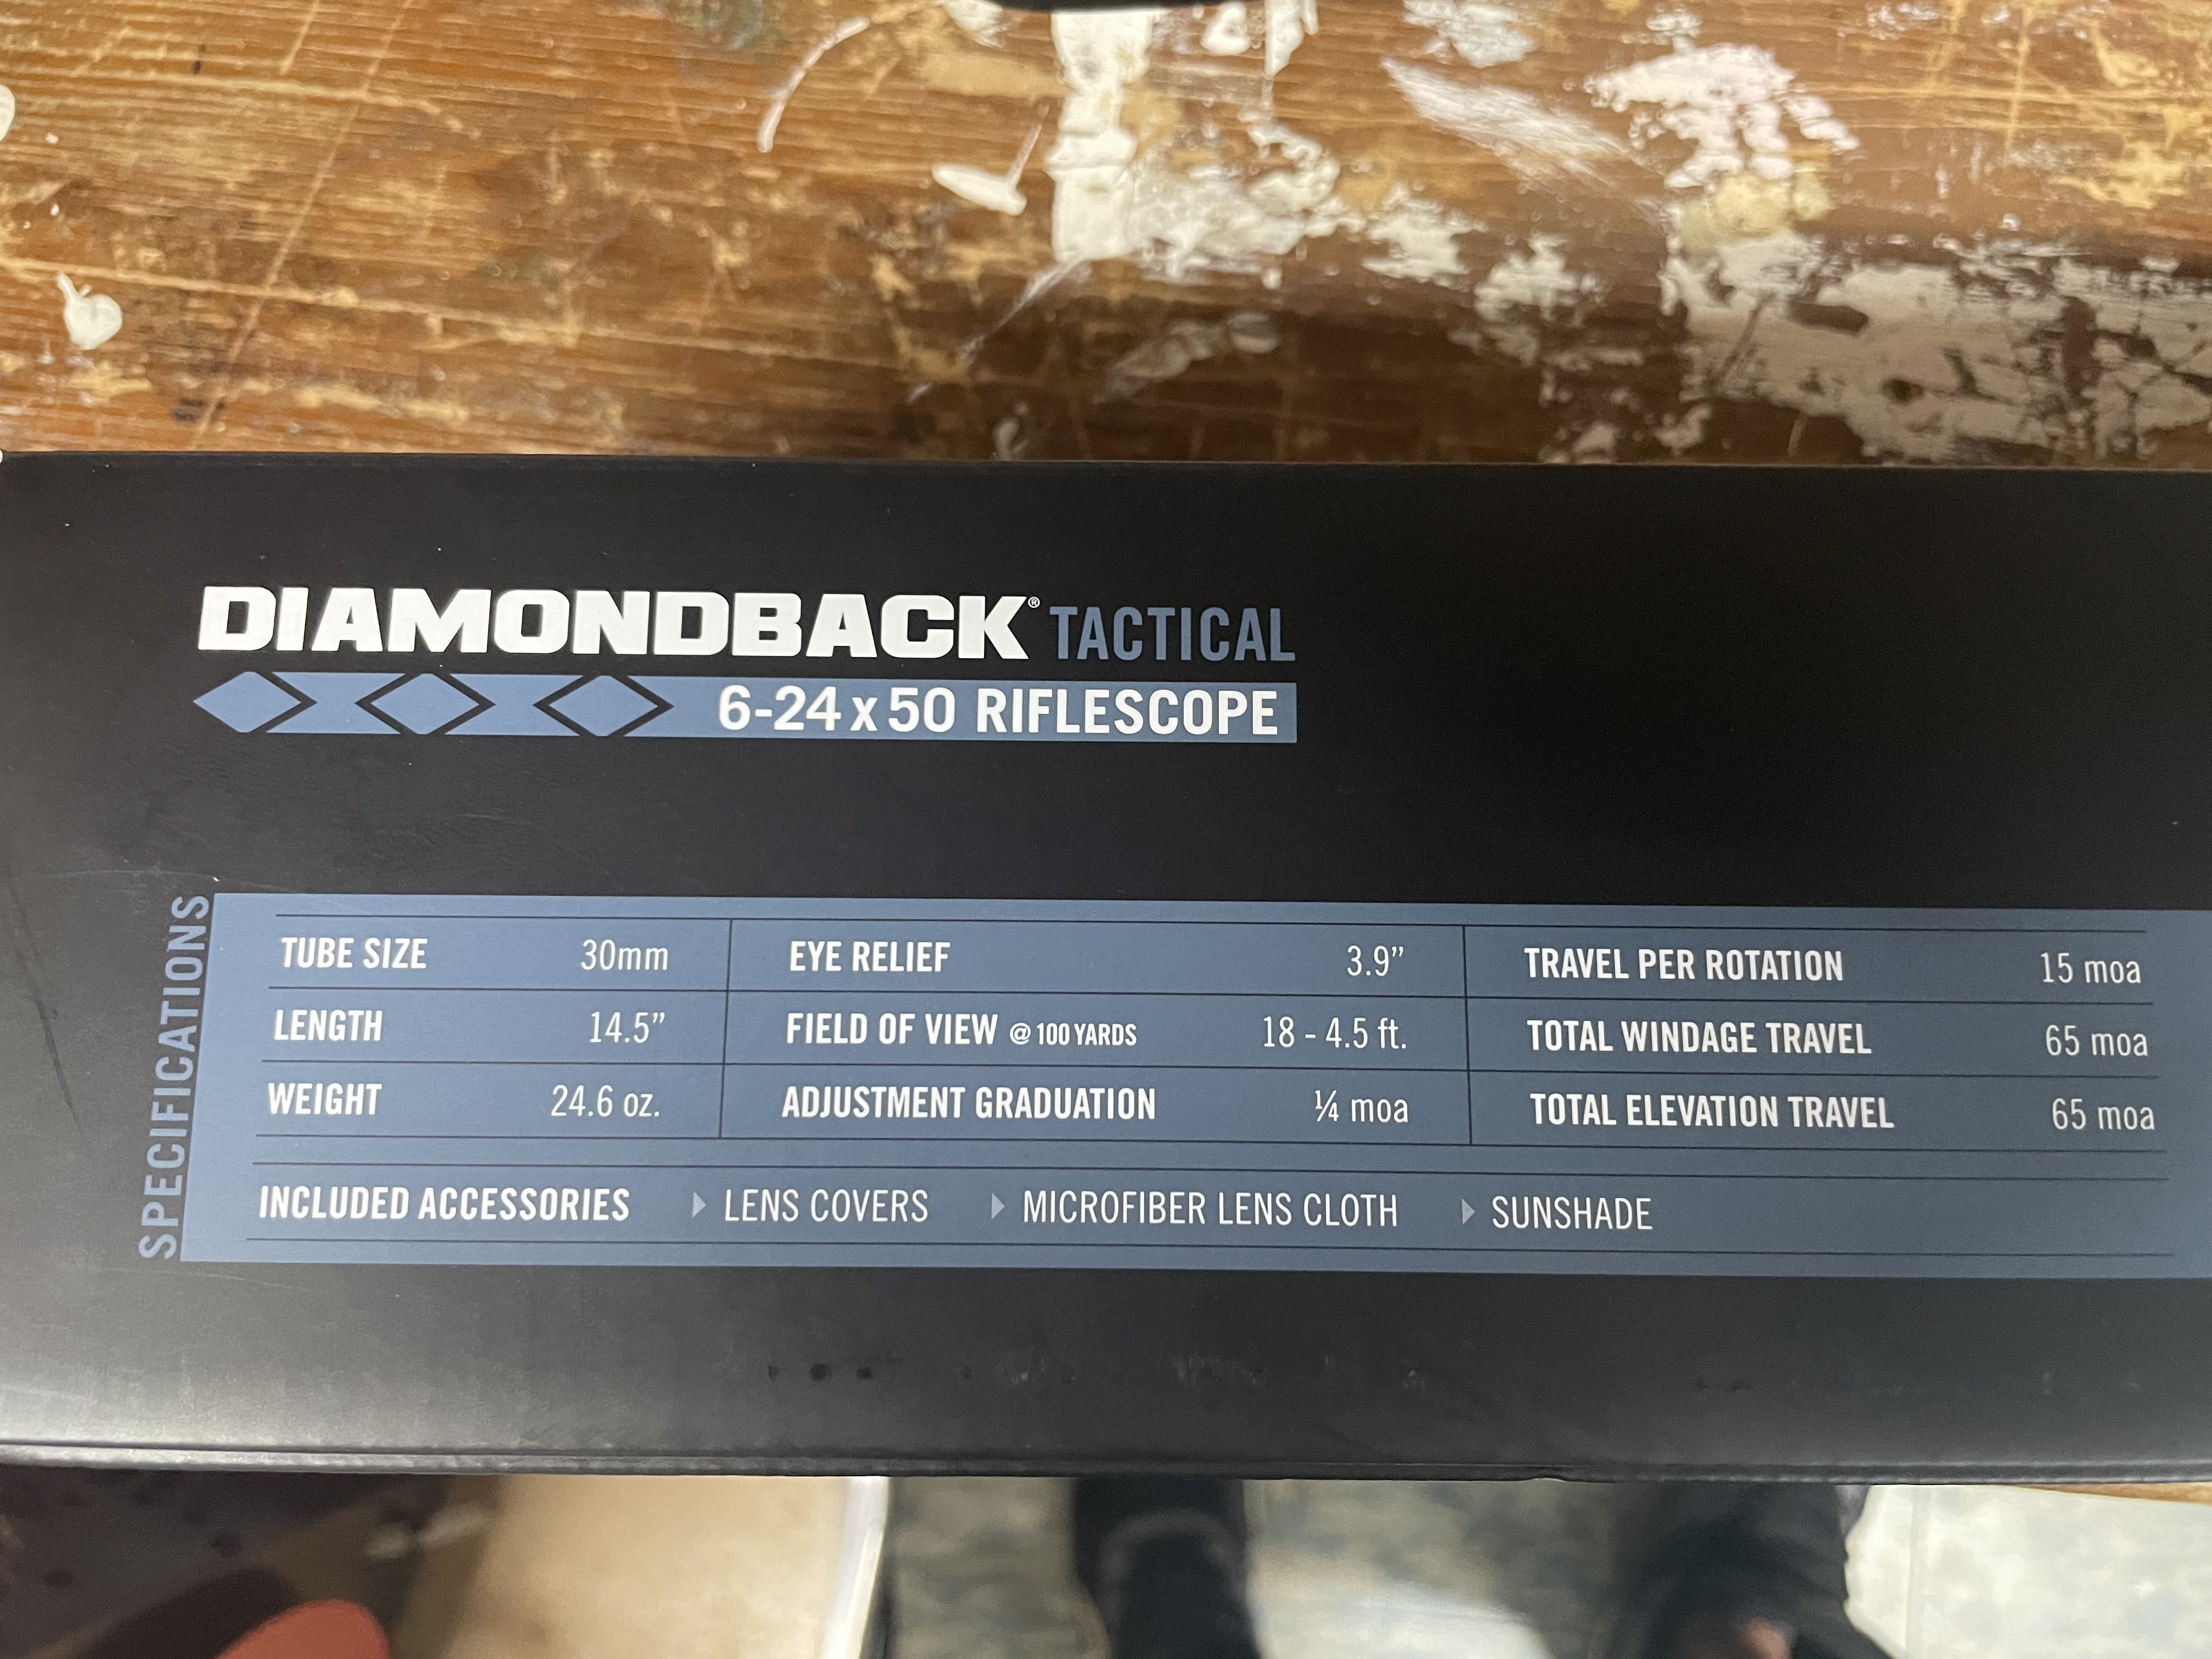 DIAMONDBACK® TACTICAL
6-24x50 RIFLESCOPE
SPECIFICATIONS
TUBE SIZE 30mm EYE RELIEF 3.9” TRAVEL PER ROTATION 15 moa
LENGTH 14.5” FIELD OF VIEW @ 100 YARDS 18 - 4.5 ft. TOTAL WINDAGE TRAVEL 65 moa
WEIGHT 24.6 oz. ADJUSTMENT GRADUATION ¼ moa TOTAL ELEVATION TRAVEL 65 moa
INCLUDED ACCESSORIES LENS COVERS MICROFIBER LENS CLOTH SUNSHADE